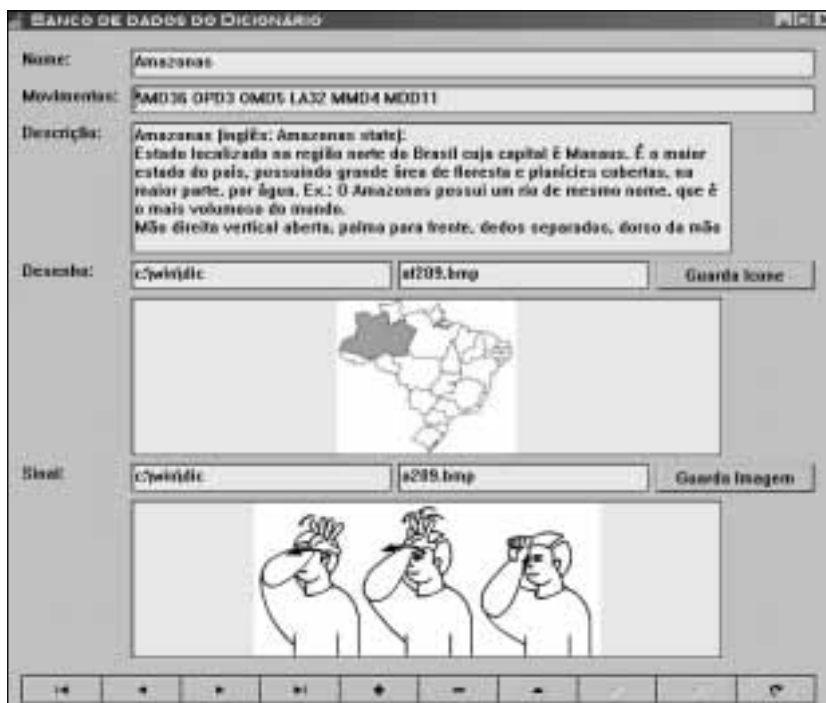 BANCO DE DADOS DO DICIONÁRIO
Nome: Amazonas
Movimentos: AMD36 OPD3 OMD5 LA32 MMD4 MDD11
Descrição: Amazonas (inglês: Amazonas state):
Estado localizado na região norte do Brasil cuja capital é Manaus. É o maior
estado do país, possuindo grande área de floresta e planícies cobertas, na
maior parte, por água. Ex.: O Amazonas possui um rio de mesmo nome, que é
o mais volumoso do mundo.
Mão direita vertical aberta, palma para frente, dedos separados, dorso da mão
Desenho: c:\win\dic at209.bmp Guarda Icone
Sinal: c:\win\dic a209.bmp Guarda Imagem